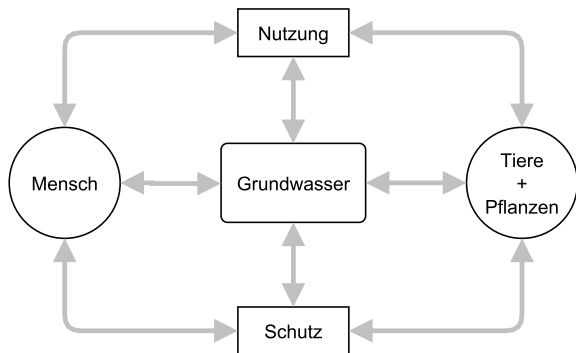 Nutzung
Mensch
Grundwasser
Tiere
+
Pflanzen
Schutz